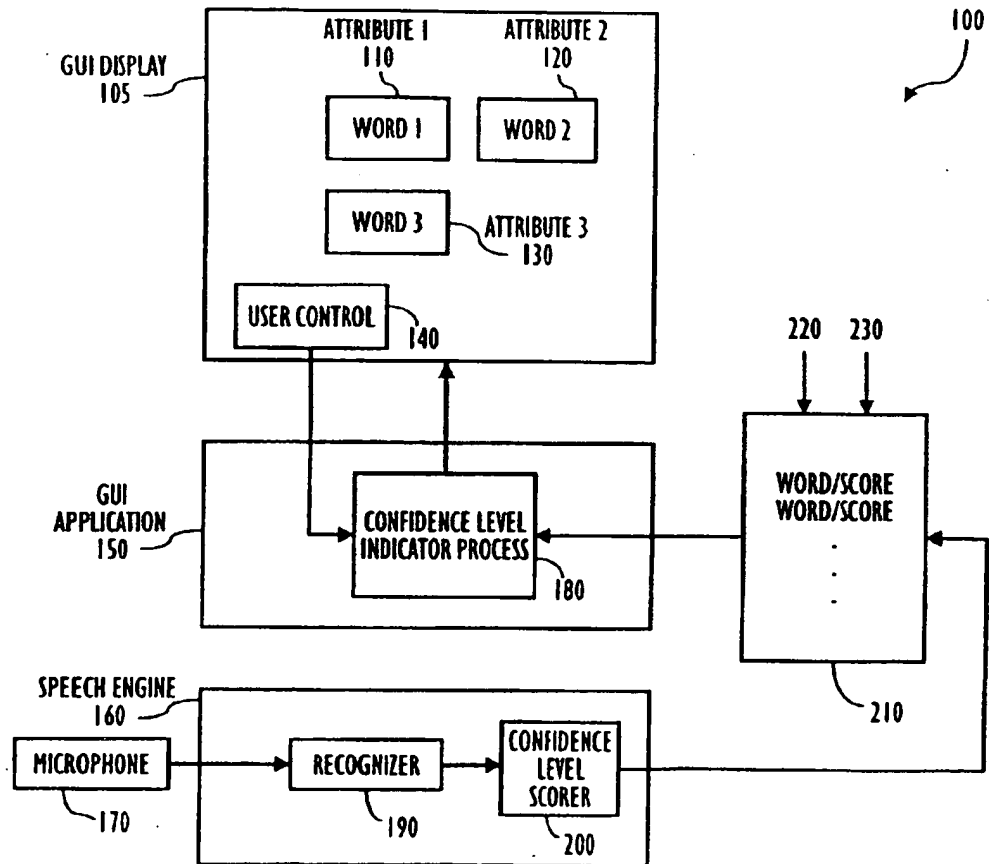 100
ATTRIBUTE 1
110
ATTRIBUTE 2
120
GUI DISPLAY
105
WORD 1
WORD 2
WORD 3
ATTRIBUTE 3
130
USER CONTROL
140
220
230
GUI
APPLICATION
150
CONFIDENCE LEVEL
INDICATOR PROCESS
180
WORD/SCORE
WORD/SCORE
.
.
.
210
SPEECH ENGINE
160
MICROPHONE
170
RECOGNIZER
190
CONFIDENCE
LEVEL
SCORER
200